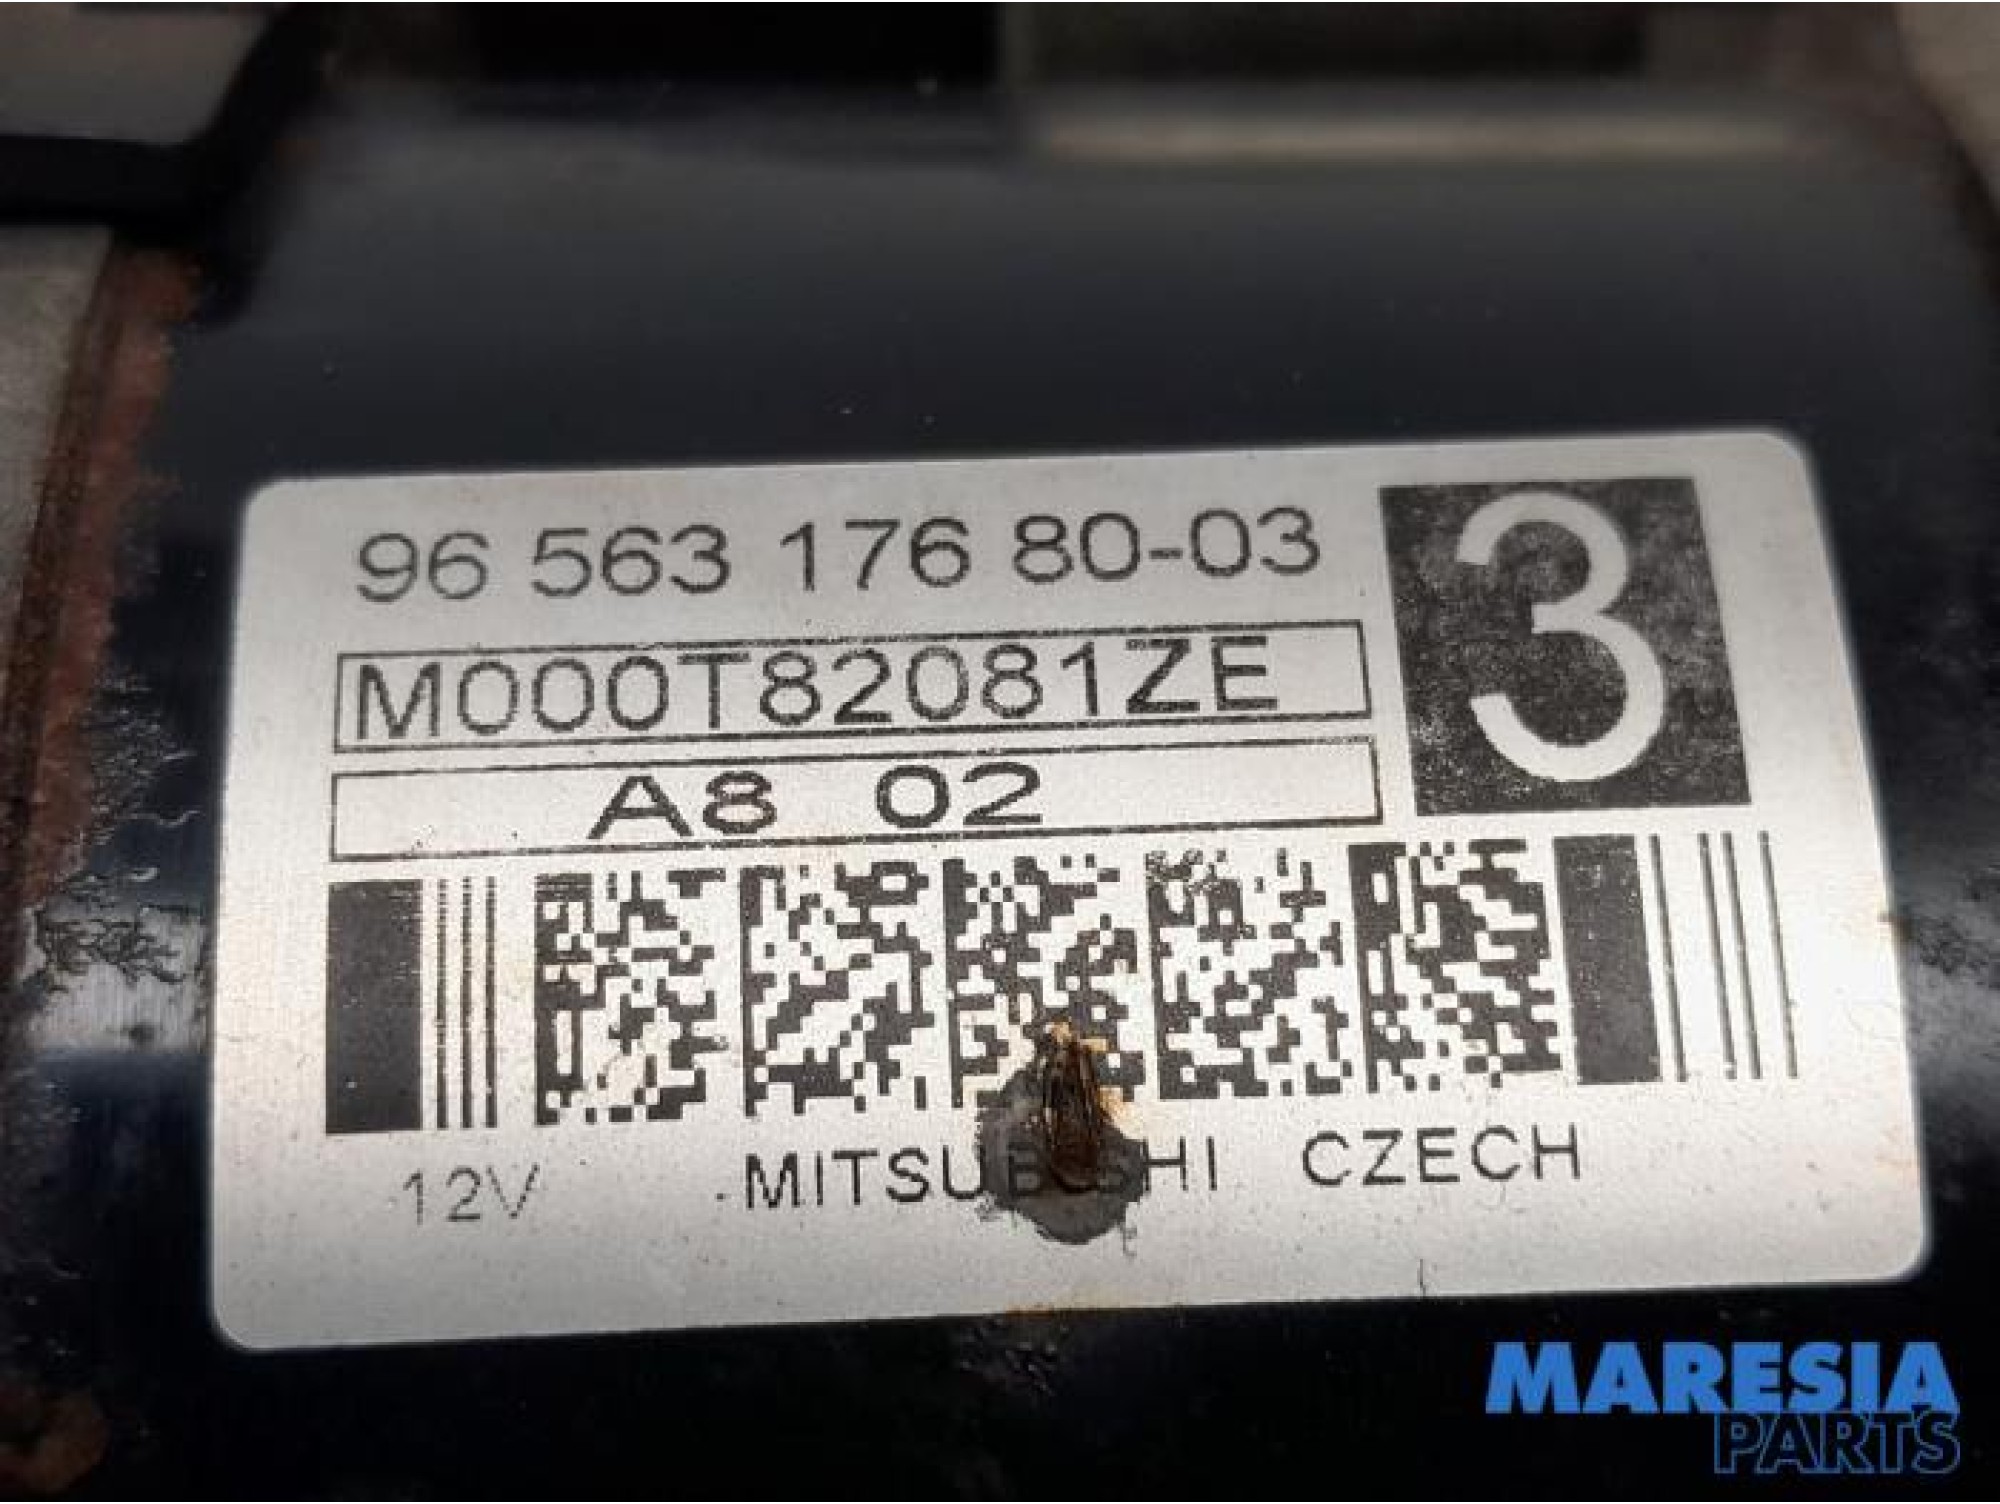 96 563 176 80-03
3
M000T82081ZE
A8 02
12V
MITSUBISHI CZECH
MARESIA
PARTS